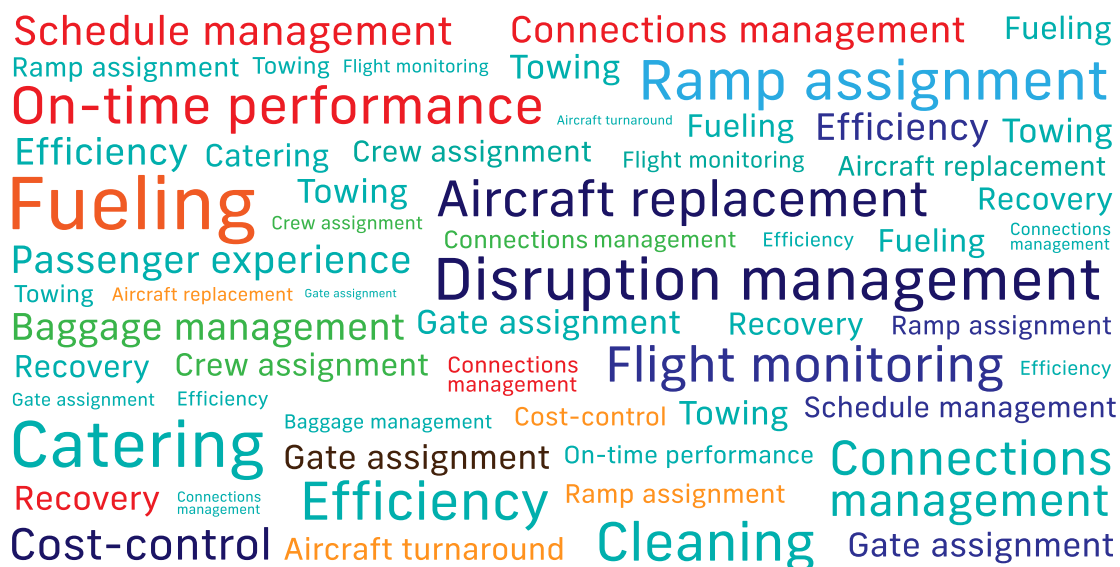 Schedule management Connections management Fueling
Ramp assignment Towing Flight monitoring Towing Ramp assignment
On-time performance Aircraft turnaround Fueling Efficiency Towing
Efficiency Catering Crew assignment Flight monitoring Aircraft replacement
Fueling Towing Aircraft replacement Recovery
Crew assignment Connections management Efficiency Fueling Connections
management
Passenger experience Disruption management
Towing Aircraft replacement Gate assignment
Baggage management Gate assignment Recovery Ramp assignment
Recovery Crew assignment Connections
management Flight monitoring Efficiency
Gate assignment Efficiency
Baggage management Cost-control Towing Schedule management
Catering Gate assignment On-time performance Connections
management
Recovery Connections
management Efficiency Ramp assignment
Cost-control Aircraft turnaround Cleaning Gate assignment